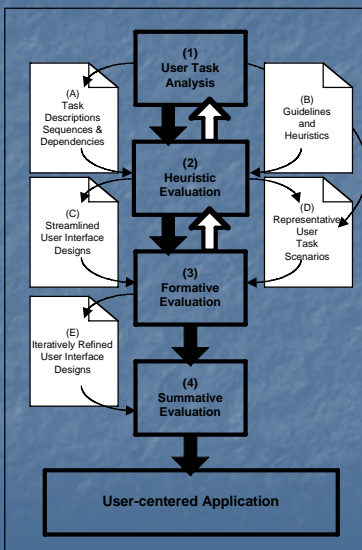 (1)
User Task
Analysis
(A)
Task
Descriptions
Sequences &
Dependencies
(B)
Guidelines
and
Heuristics
(2)
Heuristic
Evaluation
(C)
Streamlined
User Interface
Designs
(D)
Representative
User
Task
Scenarios
(3)
Formative
Evaluation
(E)
Iteratively Refined
User Interface
Designs
(4)
Summative
Evaluation
User-centered Application